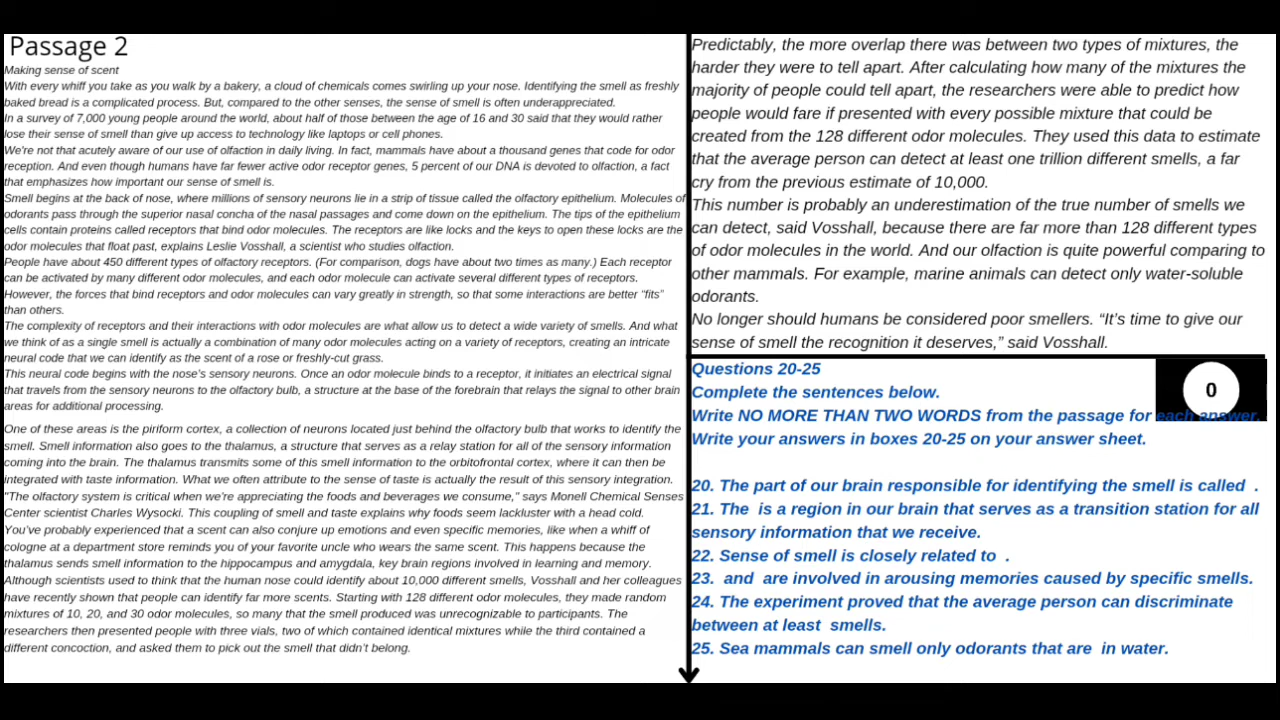 Passage 2
Making sense of scent
With every whiff you take as you walk by a bakery, a cloud of chemicals comes swirling up your nose. Identifying the smell as freshly
baked bread is a complicated process. But, compared to the other senses, the sense of smell is often underappreciated.
In a survey of 7,000 young people around the world, about half of those between the age of 16 and 30 said that they would rather
lose their sense of smell than give up access to technology like laptops or cell phones.
We're not that acutely aware of our use of olfaction in daily living. In fact, mammals have about a thousand genes that code for odor
reception. And even though humans have far fewer active odor receptor genes, 5 percent of our DNA is devoted to olfaction, a fact
that emphasizes how important our sense of smell is.
Smell begins at the back of nose, where millions of sensory neurons lie in a strip of tissue called the olfactory epithelium. Molecules of
odorants pass through the superior nasal concha of the nasal passages and come down on the epithelium. The tips of the epithelium
cells contain proteins called receptors that bind odor molecules. The receptors are like locks and the keys to open these locks are the
odor molecules that float past, explains Leslie Vosshall, a scientist who studies olfaction.
People have about 450 different types of olfactory receptors. (For comparison, dogs have about two times as many.) Each receptor
can be activated by many different odor molecules, and each odor molecule can activate several different types of receptors.
However, the forces that bind receptors and odor molecules can vary greatly in strength, so that some interactions are better “fits”
than others.
The complexity of receptors and their interactions with odor molecules are what allow us to detect a wide variety of smells. And what
we think of as a single smell is actually a combination of many odor molecules acting on a variety of receptors, creating an intricate
neural code that we can identify as the scent of a rose or freshly-cut grass.
This neural code begins with the nose's sensory neurons. Once an odor molecule binds to a receptor, it initiates an electrical signal
that travels from the sensory neurons to the olfactory bulb, a structure at the base of the forebrain that relays the signal to other brain
areas for additional processing.
One of these areas is the piriform cortex, a collection of neurons located just behind the olfactory bulb that works to identify the
smell. Smell information also goes to the thalamus, a structure that serves as a relay station for all of the sensory information
coming into the brain. The thalamus transmits some of this smell information to the orbitofrontal cortex, where it can then be
integrated with taste information. What we often attribute to the sense of taste is actually the result of this sensory integration.
"The olfactory system is critical when we're appreciating the foods and beverages we consume," says Monell Chemical Senses
Center scientist Charles Wysocki. This coupling of smell and taste explains why foods seem lackluster with a head cold.
You've probably experienced that a scent can also conjure up emotions and even specific memories, like when a whiff of
cologne at a department store reminds you of your favorite uncle who wears the same scent. This happens because the
thalamus sends smell information to the hippocampus and amygdala, key brain regions involved in learning and memory.
Although scientists used to think that the human nose could identify about 10,000 different smells, Vosshall and her colleagues
have recently shown that people can identify far more scents. Starting with 128 different odor molecules, they made random
mixtures of 10, 20, and 30 odor molecules, so many that the smell produced was unrecognizable to participants. The
researchers then presented people with three vials, two of which contained identical mixtures while the third contained a
different concoction, and asked them to pick out the smell that didn't belong.
Predictably, the more overlap there was between two types of mixtures, the
harder they were to tell apart. After calculating how many of the mixtures the
majority of people could tell apart, the researchers were able to predict how
people would fare if presented with every possible mixture that could be
created from the 128 different odor molecules. They used this data to estimate
that the average person can detect at least one trillion different smells, a far
cry from the previous estimate of 10,000.
This number is probably an underestimation of the true number of smells we
can detect, said Vosshall, because there are far more than 128 different types
of odor molecules in the world. And our olfaction is quite powerful comparing to
other mammals. For example, marine animals can detect only water-soluble
odorants.
No longer should humans be considered poor smellers. “It's time to give our
sense of smell the recognition it deserves,” said Vosshall.
Questions 20-25
Complete the sentences below.
Write NO MORE THAN TWO WORDS from the passage for each answer.
Write your answers in boxes 20-25 on your answer sheet.
0
20. The part of our brain responsible for identifying the smell is called .
21. The is a region in our brain that serves as a transition station for all
sensory information that we receive.
22. Sense of smell is closely related to .
23. and are involved in arousing memories caused by specific smells.
24. The experiment proved that the average person can discriminate
between at least smells.
25. Sea mammals can smell only odorants that are in water.